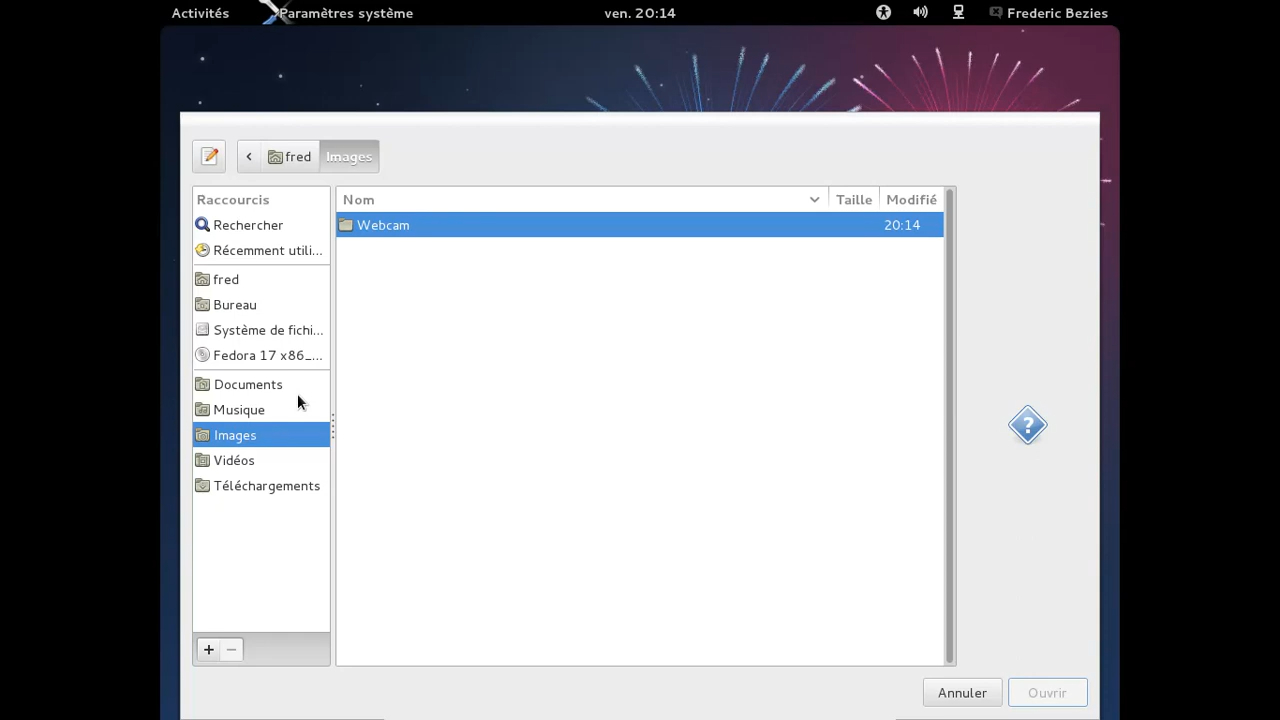 Activités Paramètres système ven. 20:14 Frederic Bezies
fred Images
Raccourcis
Rechercher
Récemment utili...
fred
Bureau
Système de fichi...
Fedora 17 x86_...
Documents
Musique
Images
Vidéos
Téléchargements
Nom Taille Modifié
Webcam 20:14
Annuler Ouvrir